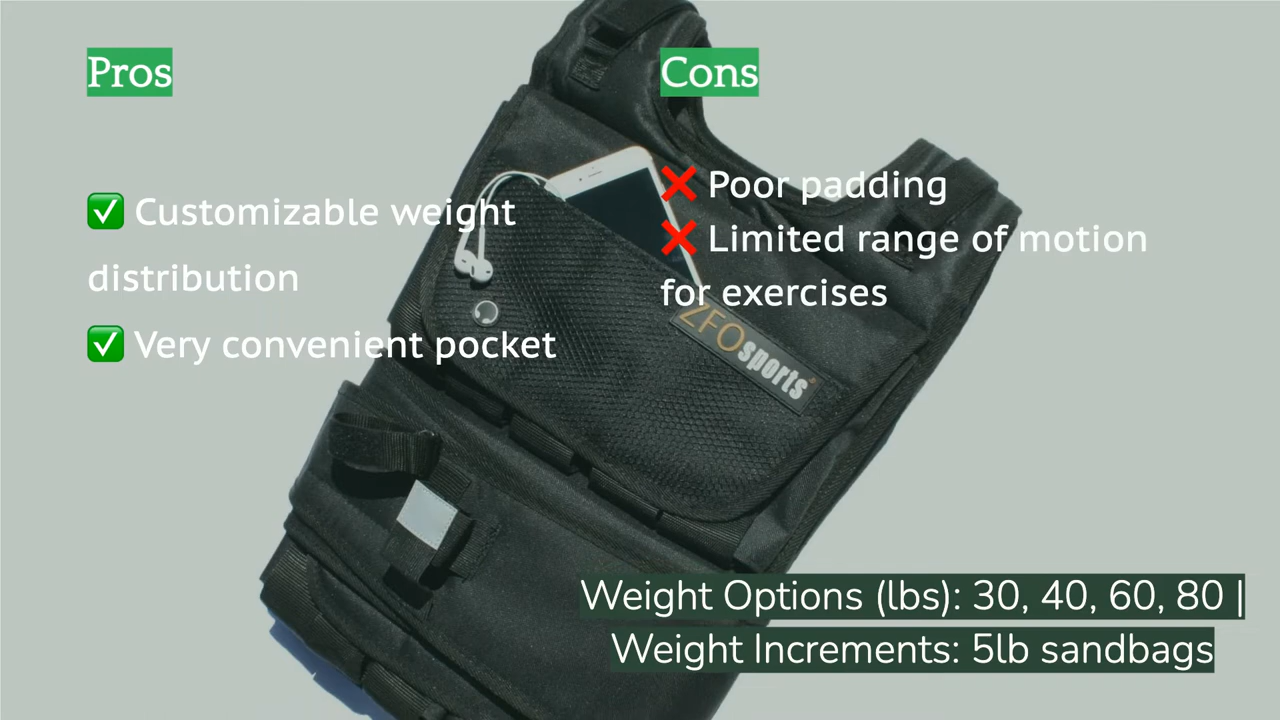 Pros
✅ Customizable weight
distribution
✅ Very convenient pocket
Cons
❌ Poor padding
❌ Limited range of motion
for exercises
ZFOsports
Weight Options (lbs): 30, 40, 60, 80 |
Weight Increments: 5lb sandbags